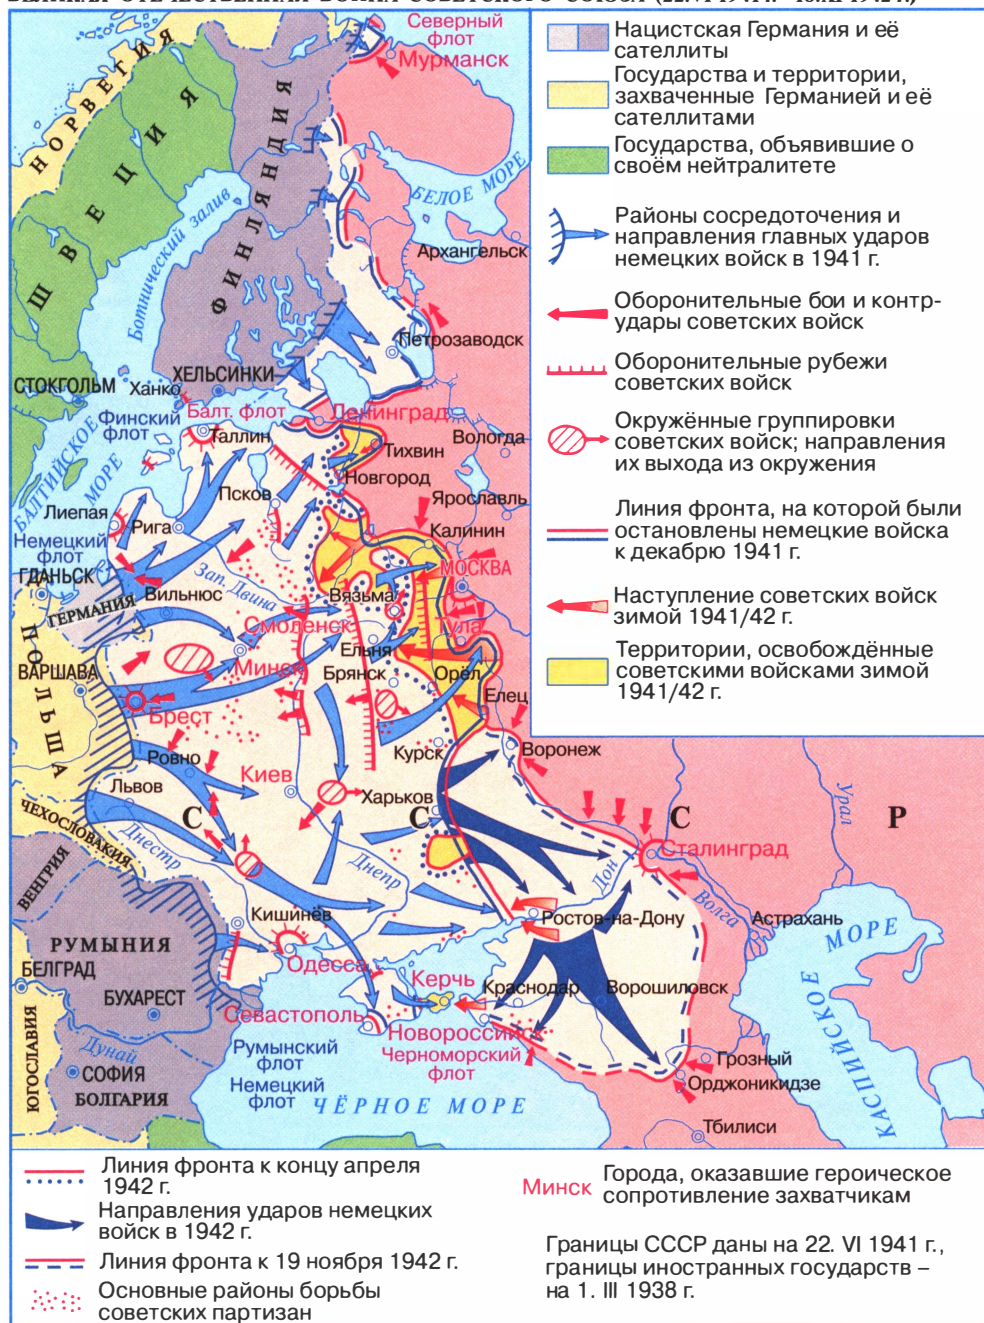 ВЕЛИКАЯ ОТЕЧЕСТВЕННАЯ ВОЙНА СОВЕТСКОГО СОЮЗА
Нацистская Германия и её
сателлиты
Государства и территории,
захваченные Германией и её
сателлитами
Государства, объявившие о
своём нейтралитете
Районы сосредоточения и
направления главных ударов
немецких войск в 1941 г.
Оборонительные бои и контр-
удары советских войск
Оборонительные рубежи
советских войск
Окружённые группировки
советских войск; направления
их выхода из окружения
Линия фронта, на которой были
остановлены немецкие войска
к декабрю 1941 г.
Наступление советских войск
зимой 1941/42 г.
Территории, освобождённые
советскими войсками зимой
1941/42 г.
Северный
флот
Мурманск
НОРВЕГИЯ
ШВЕЦИЯ
ФИНЛЯНДИЯ
Ботнический залив
БЕЛОЕ МОРЕ
Архангельск
Петрозаводск
СТОКГОЛЬМ
Ханко
ХЕЛЬСИНКИ
Финский
флот
Балт. флот
Ленинград
Таллин
Тихвин
Вологда
БАЛТИЙСКОЕ
МОРЕ
Новгород
Псков
Ярославль
Лиепая
Рига
Калинин
Немецкий
флот
МОСКВА
ГДАНЬСК
ГЕРМАНИЯ
Вильнюс
Зап. Двина
Вязьма
Смоленск
Тула
ПОЛЬША
ВАРШАВА
Минск
Ельня
Брянск
Орёл
Елец
Брест
Ровно
Курск
Воронеж
Львов
Киев
Харьков
С С С Р
Урал
ЧЕХОСЛОВАКИЯ
Днестр
Днепр
Дон
Сталинград
Волга
ВЕНГРИЯ
Кишинёв
Ростов-на-Дону
Астрахань
РУМЫНИЯ
БЕЛГРАД
БУХАРЕСТ
Одесса
Керчь
Краснодар
Ворошиловск
Севастополь
Новороссийск
Черноморский
флот
ЮГОСЛАВИЯ
Дунай
СОФИЯ
БОЛГАРИЯ
Румынский
флот
Немецкий
флот
ЧЁРНОЕ МОРЕ
Грозный
Орджоникидзе
Тбилиси
КАСПИЙСКОЕ МОРЕ
Линия фронта к концу апреля
1942 г.
Направления ударов немецких
войск в 1942 г.
Линия фронта к 19 ноября 1942 г.
Основные районы борьбы
советских партизан
Минск Города, оказавшие героическое
сопротивление захватчикам
Границы СССР даны на 22. VI 1941 г.,
границы иностранных государств –
на 1. III 1938 г.